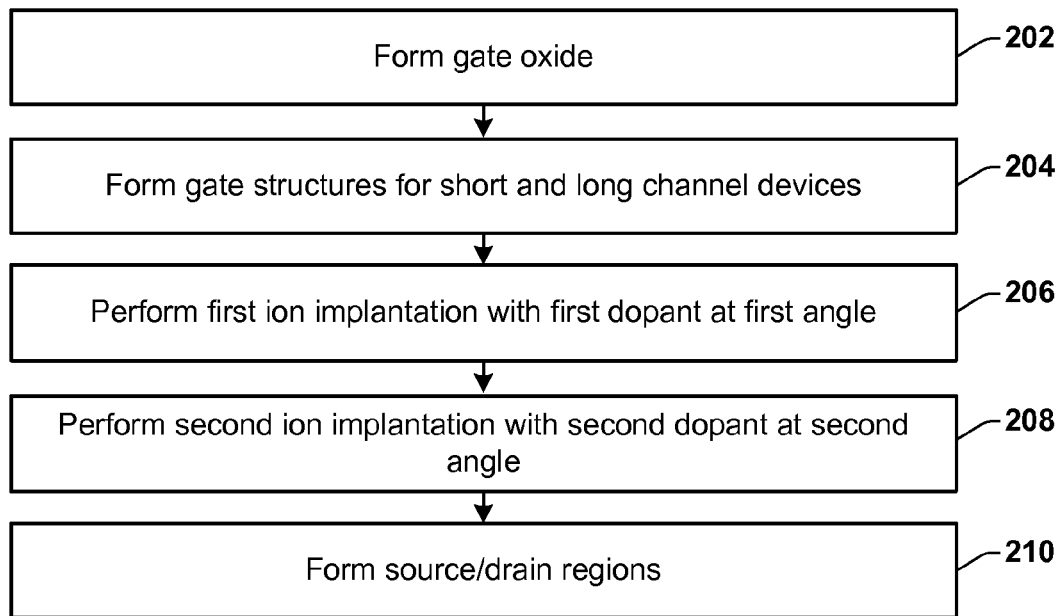 Form gate oxide
202
Form gate structures for short and long channel devices
204
Perform first ion implantation with first dopant at first angle
206
Perform second ion implantation with second dopant at second
angle
208
Form source/drain regions
210